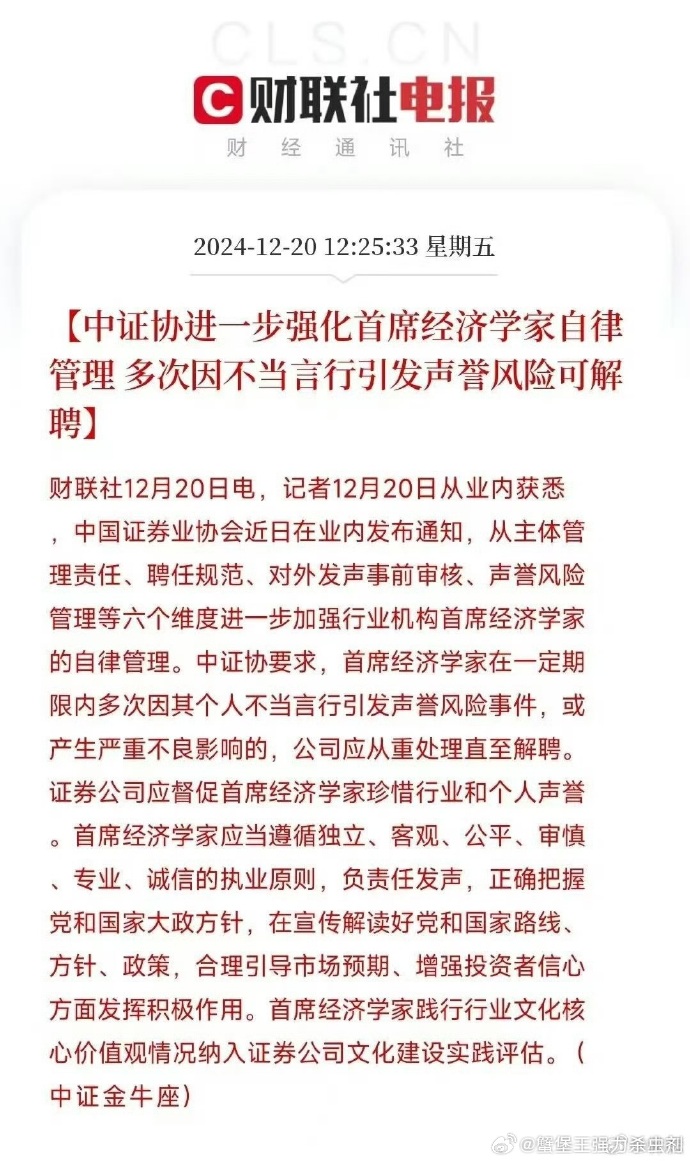 CLS.CN
C 财联社电报
财经通讯社
2024-12-20 12:25:33 星期五
【中证协进一步强化首席经济学家自律
管理 多次因不当言行引发声誉风险可解
聘】
财联社12月20日电，记者12月20日从业内获悉
，中国证券业协会近日在业内发布通知，从主体管
理责任、聘任规范、对外发声事前审核、声誉风险
管理等六个维度进一步加强行业机构首席经济学家
的自律管理。中证协要求，首席经济学家在一定期
限内多次因其个人不当言行引发声誉风险事件，或
产生严重不良影响的，公司应从重处理直至解聘。
证券公司应督促首席经济学家珍惜行业和个人声誉
。首席经济学家应当遵循独立、客观、公平、审慎
、专业、诚信的执业原则，负责任发声，正确把握
党和国家大政方针，在宣传解读好党和国家路线、
方针、政策，合理引导市场预期、增强投资者信心
方面发挥积极作用。首席经济学家践行行业文化核
心价值观情况纳入证券公司文化建设实践评估。（
中证金牛座）
@蟹堡王强力杀虫剂